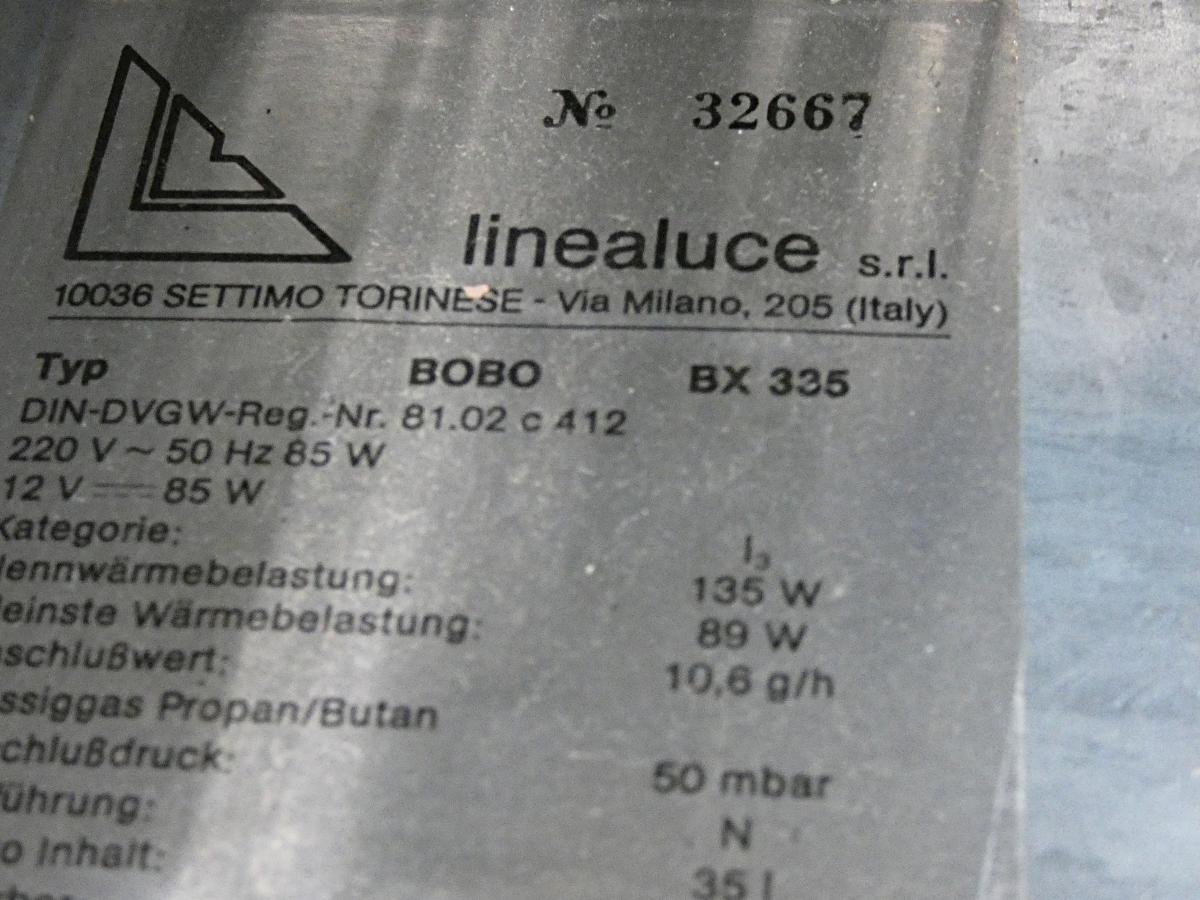 № 32667
linealuce s.r.l.
10036 SETTIMO TORINESE - Via Milano, 205 (Italy)
Typ BOBO BX 335
DIN-DVGW-Reg.-Nr. 81.02 c 412
220 V ~ 50 Hz 85 W
12 V ⎓ 85 W
Kategorie: I₃
ennwärmebelastung: 135 W
einste Wärmebelastung: 89 W
schlußwert: 10,6 g/h
ssiggas Propan/Butan
chlußdruck: 50 mbar
ührung: N
o Inhalt: 35 l